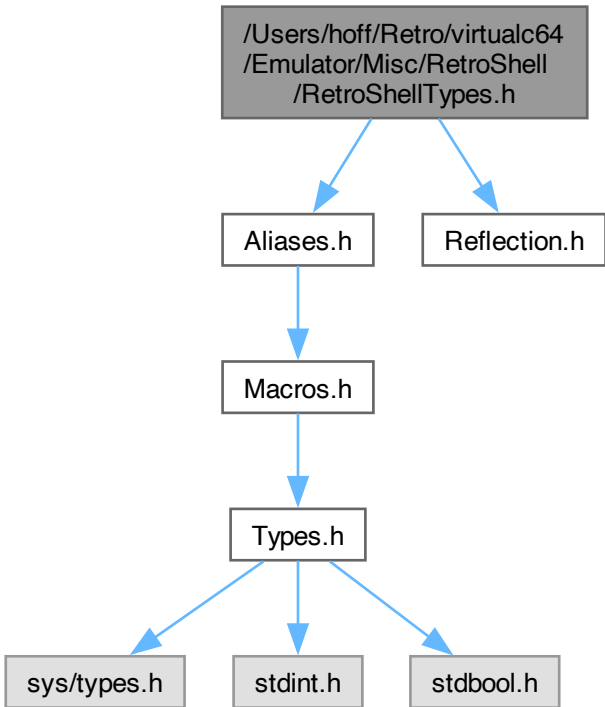 /Users/hoff/Retro/virtualc64
/Emulator/Misc/RetroShell
/RetroShellTypes.h
Aliases.h
Reflection.h
Macros.h
Types.h
sys/types.h
stdint.h
stdbool.h